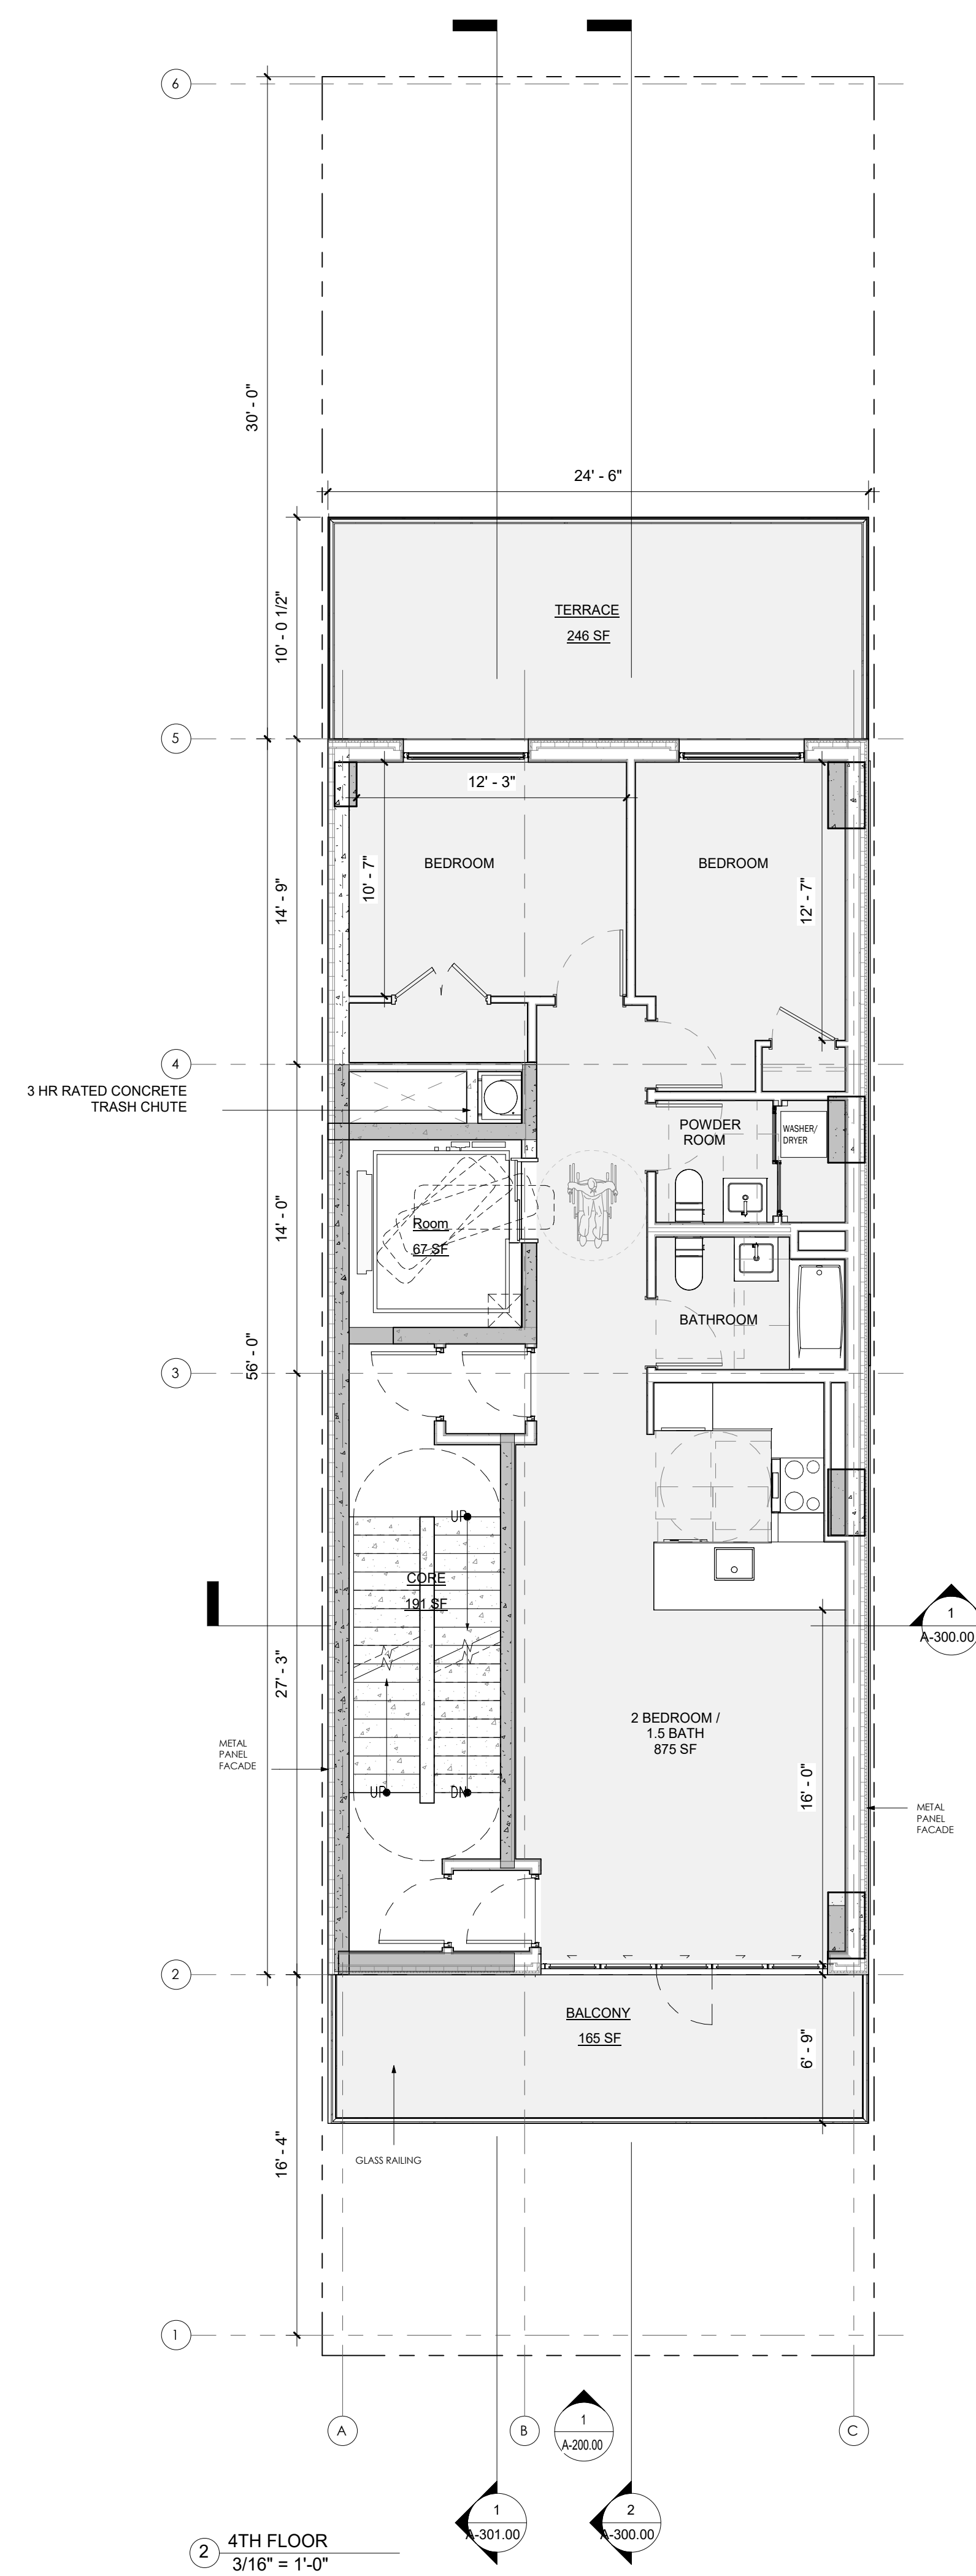 6
30' - 0"
24' - 6"
10' - 0 1/2"
TERRACE
246 SF
5
12' - 3"
BEDROOM
BEDROOM
10' - 7"
12' - 7"
14' - 9"
4
3 HR RATED CONCRETE
TRASH CHUTE
POWDER
ROOM
WASHER/
DRYER
Room
67 SF
14' - 0"
BATHROOM
56' - 0"
3
UP
CORE
191 SF
1
A-300.00
27' - 3"
2 BEDROOM /
1.5 BATH
875 SF
METAL
PANEL
FACADE
UP
DN
16' - 0"
METAL
PANEL
FACADE
2
BALCONY
165 SF
6' - 9"
16' - 4"
GLASS RAILING
1
A
B
C
1
A-200.00
1
A-301.00
2
A-300.00
2
4TH FLOOR
3/16" = 1'-0"